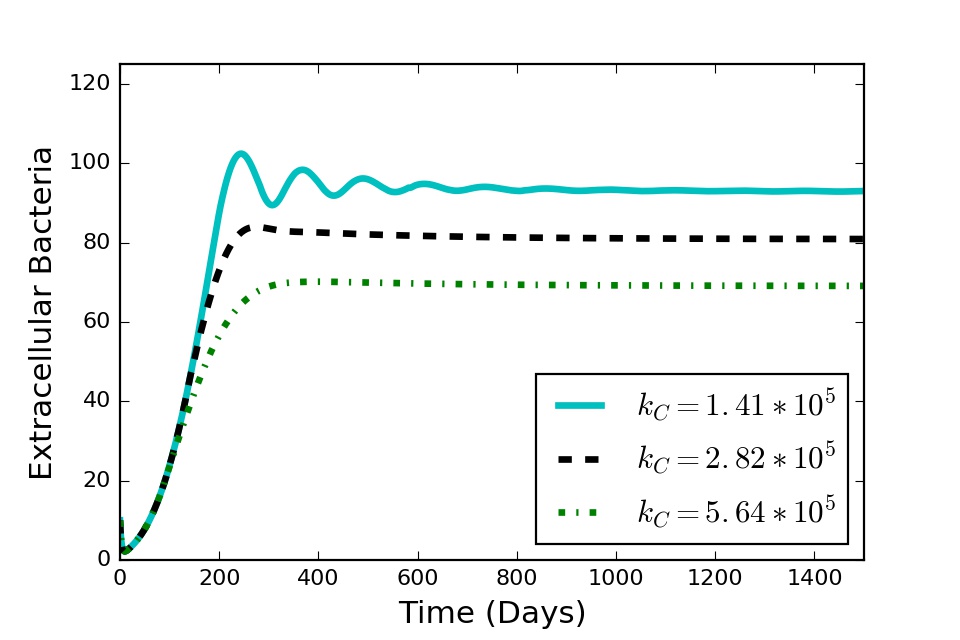 120
100
80
60
40
20
0
Extracellular Bacteria
k_C = 1.41 * 10^5
k_C = 2.82 * 10^5
k_C = 5.64 * 10^5
0 200 400 600 800 1000 1200 1400
Time (Days)